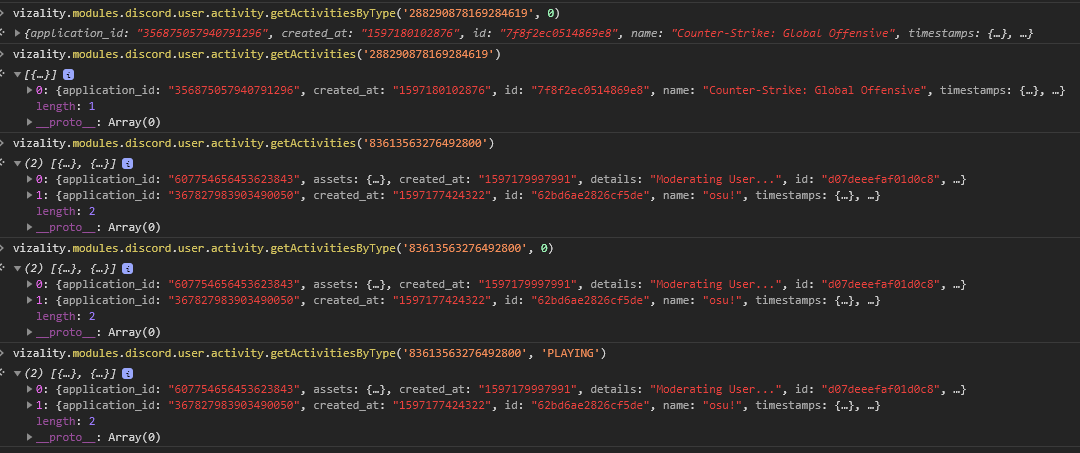 vizality.modules.discord.user.activity.getActivitiesByType('288290878169284619', 0)
{application_id: "356875057940791296", created_at: "1597180102876", id: "7f8f2ec0514869e8", name: "Counter-Strike: Global Offensive", timestamps: {…}, …}
vizality.modules.discord.user.activity.getActivities('288290878169284619')
[{…}] i
0: {application_id: "356875057940791296", created_at: "1597180102876", id: "7f8f2ec0514869e8", name: "Counter-Strike: Global Offensive", timestamps: {…}, …}
length: 1
__proto__: Array(0)
vizality.modules.discord.user.activity.getActivities('83613563276492800')
(2) [{…}, {…}] i
0: {application_id: "607754656453623843", assets: {…}, created_at: "1597179997991", details: "Moderating User...", id: "d07deeefaf01d0c8", …}
1: {application_id: "367827983903490050", created_at: "1597177424322", id: "62bd6ae2826cf5de", name: "osu!", timestamps: {…}, …}
length: 2
__proto__: Array(0)
vizality.modules.discord.user.activity.getActivitiesByType('83613563276492800', 0)
(2) [{…}, {…}] i
0: {application_id: "607754656453623843", assets: {…}, created_at: "1597179997991", details: "Moderating User...", id: "d07deeefaf01d0c8", …}
1: {application_id: "367827983903490050", created_at: "1597177424322", id: "62bd6ae2826cf5de", name: "osu!", timestamps: {…}, …}
length: 2
__proto__: Array(0)
vizality.modules.discord.user.activity.getActivitiesByType('83613563276492800', 'PLAYING')
(2) [{…}, {…}] i
0: {application_id: "607754656453623843", assets: {…}, created_at: "1597179997991", details: "Moderating User...", id: "d07deeefaf01d0c8", …}
1: {application_id: "367827983903490050", created_at: "1597177424322", id: "62bd6ae2826cf5de", name: "osu!", timestamps: {…}, …}
length: 2
__proto__: Array(0)